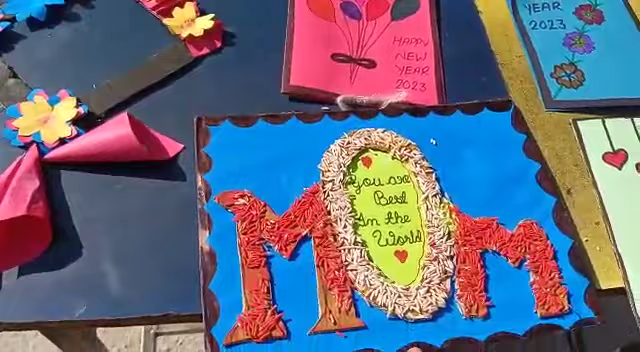 HAPPY
NEW
YEAR
2023
YEAR
2023
MOM
You are
Best
In the
World